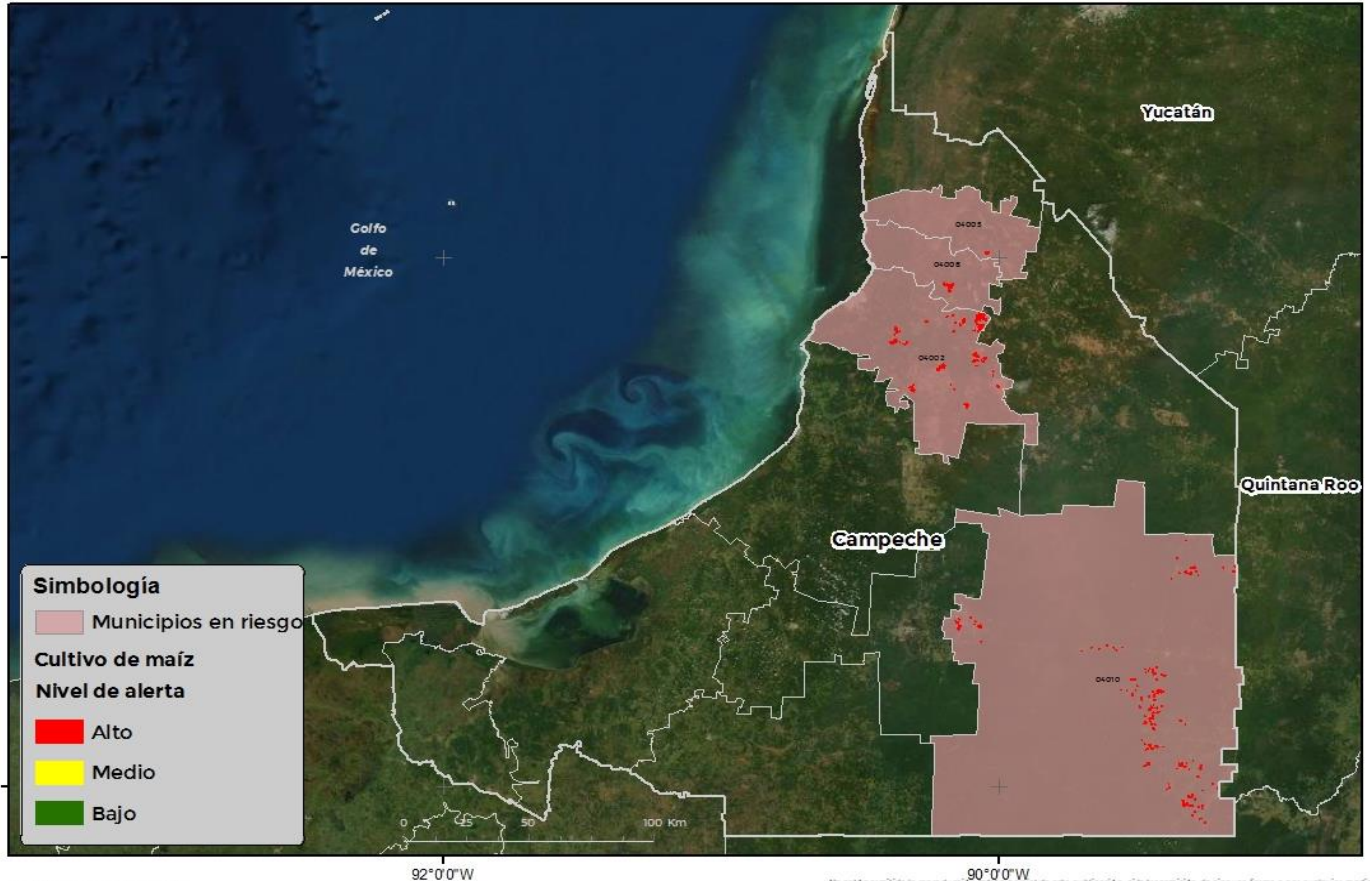 Yucatán
Golfo
de
México
04005
04008
04002
Quintana Roo
Campeche
04010
Simbología
Municipios en riesgo
Cultivo de maíz
Nivel de alerta
Alto
Medio
Bajo
0 25 50 100 Km
92°0'0"W 90°0'0"W